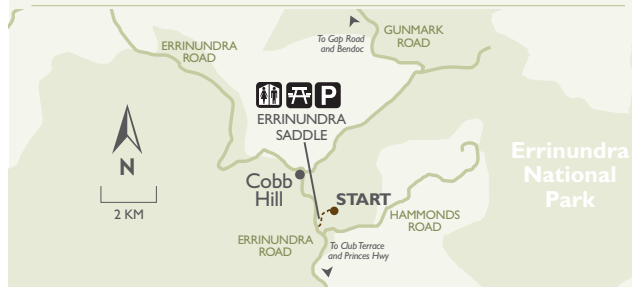 To Gap Road
and Bendoc
GUNMARK
ROAD
ERRINUNDRA
ROAD
P
ERRINUNDRA
SADDLE
Errinundra
National
Park
N
2 KM
Cobb
Hill
START
HAMMONDS
ROAD
ERRINUNDRA
ROAD
To Club Terrace
and Princes Hwy